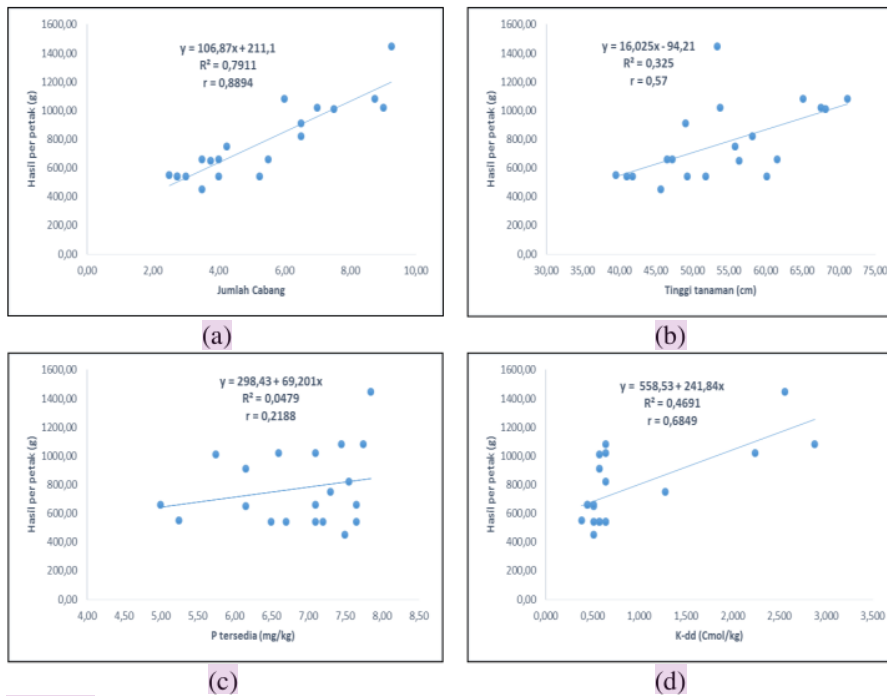 1600,00
1400,00
1200,00
1000,00
800,00
600,00
400,00
200,00
0,00
Hasil per petak (g)
y = 106,87x + 211,1
R² = 0,7911
r = 0,8894
0,00 2,00 4,00 6,00 8,00 10,00
Jumlah Cabang
(a)
1600,00
1400,00
1200,00
1000,00
800,00
600,00
400,00
200,00
0,00
Hasil per petak (g)
y = 16,025x - 94,21
R² = 0,325
r = 0,57
30,00 35,00 40,00 45,00 50,00 55,00 60,00 65,00 70,00 75,00
Tinggi tanaman (cm)
(b)
1600,00
1400,00
1200,00
1000,00
800,00
600,00
400,00
200,00
0,00
Hasil per petak (g)
y = 298,43 + 69,201x
R² = 0,0479
r = 0,2188
4,00 4,50 5,00 5,50 6,00 6,50 7,00 7,50 8,00 8,50
P tersedia (mg/kg)
(c)
1600,00
1400,00
1200,00
1000,00
800,00
600,00
400,00
200,00
0,00
Hasil per petak (g)
y = 558,53 + 241,84x
R² = 0,4691
r = 0,6849
0,000 0,500 1,000 1,500 2,000 2,500 3,000 3,500
K-dd (Cmol/kg)
(d)